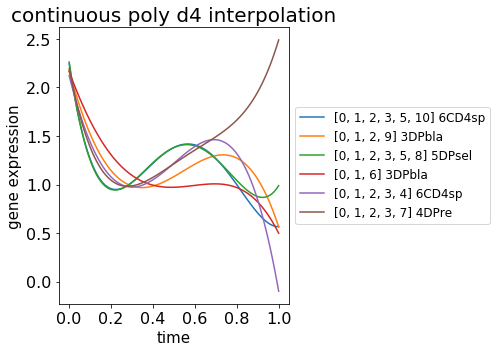 continuous poly d4 interpolation
gene expression
2.5
2.0
1.5
1.0
0.5
0.0
0.0 0.2 0.4 0.6 0.8 1.0
time
[0, 1, 2, 3, 5, 10] 6CD4sp
[0, 1, 2, 9] 3DPbla
[0, 1, 2, 3, 5, 8] 5DPsel
[0, 1, 6] 3DPbla
[0, 1, 2, 3, 4] 6CD4sp
[0, 1, 2, 3, 7] 4DPre